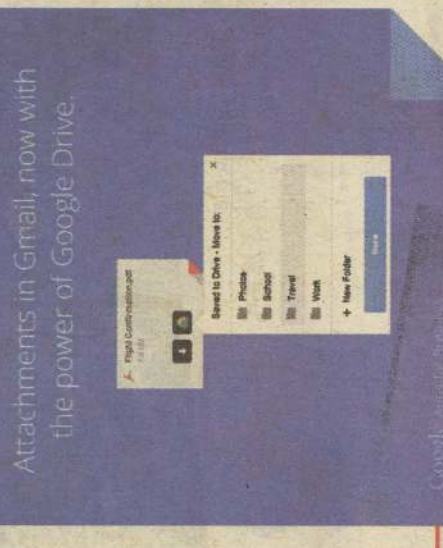 Attachments in Gmail, now with
the power of Google Drive.
Flight Confirmation.pdf
Saved to Drive - Move to:
×
Photos
School
Travel
Work
+ New Folder